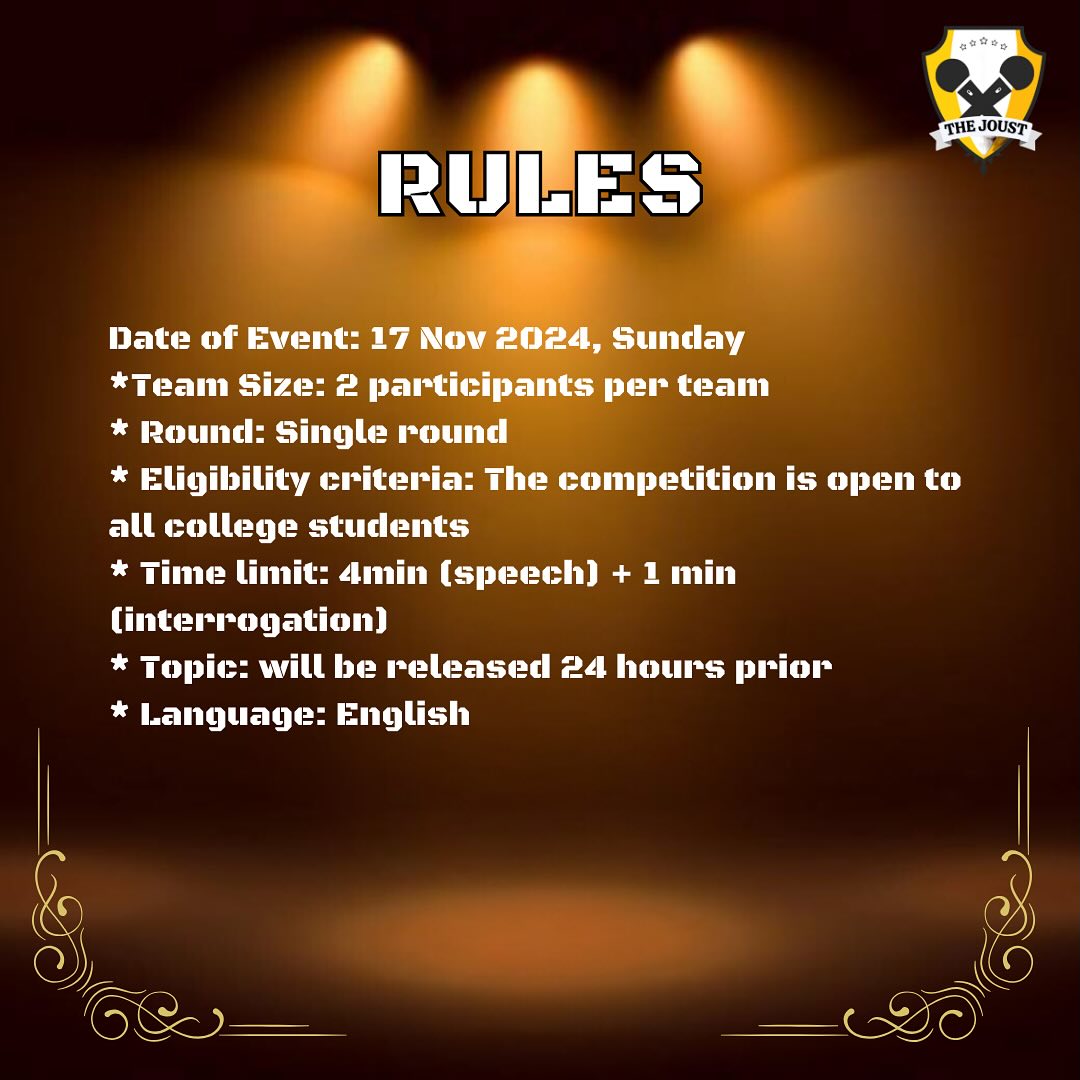 THE JOUST
RULES
Date of Event: 17 Nov 2024, Sunday
*Team Size: 2 participants per team
* Round: Single round
* Eligibility criteria: The competition is open to
all college students
* Time limit: 4min (speech) + 1 min
(interrogation)
* Topic: will be released 24 hours prior
* Language: English